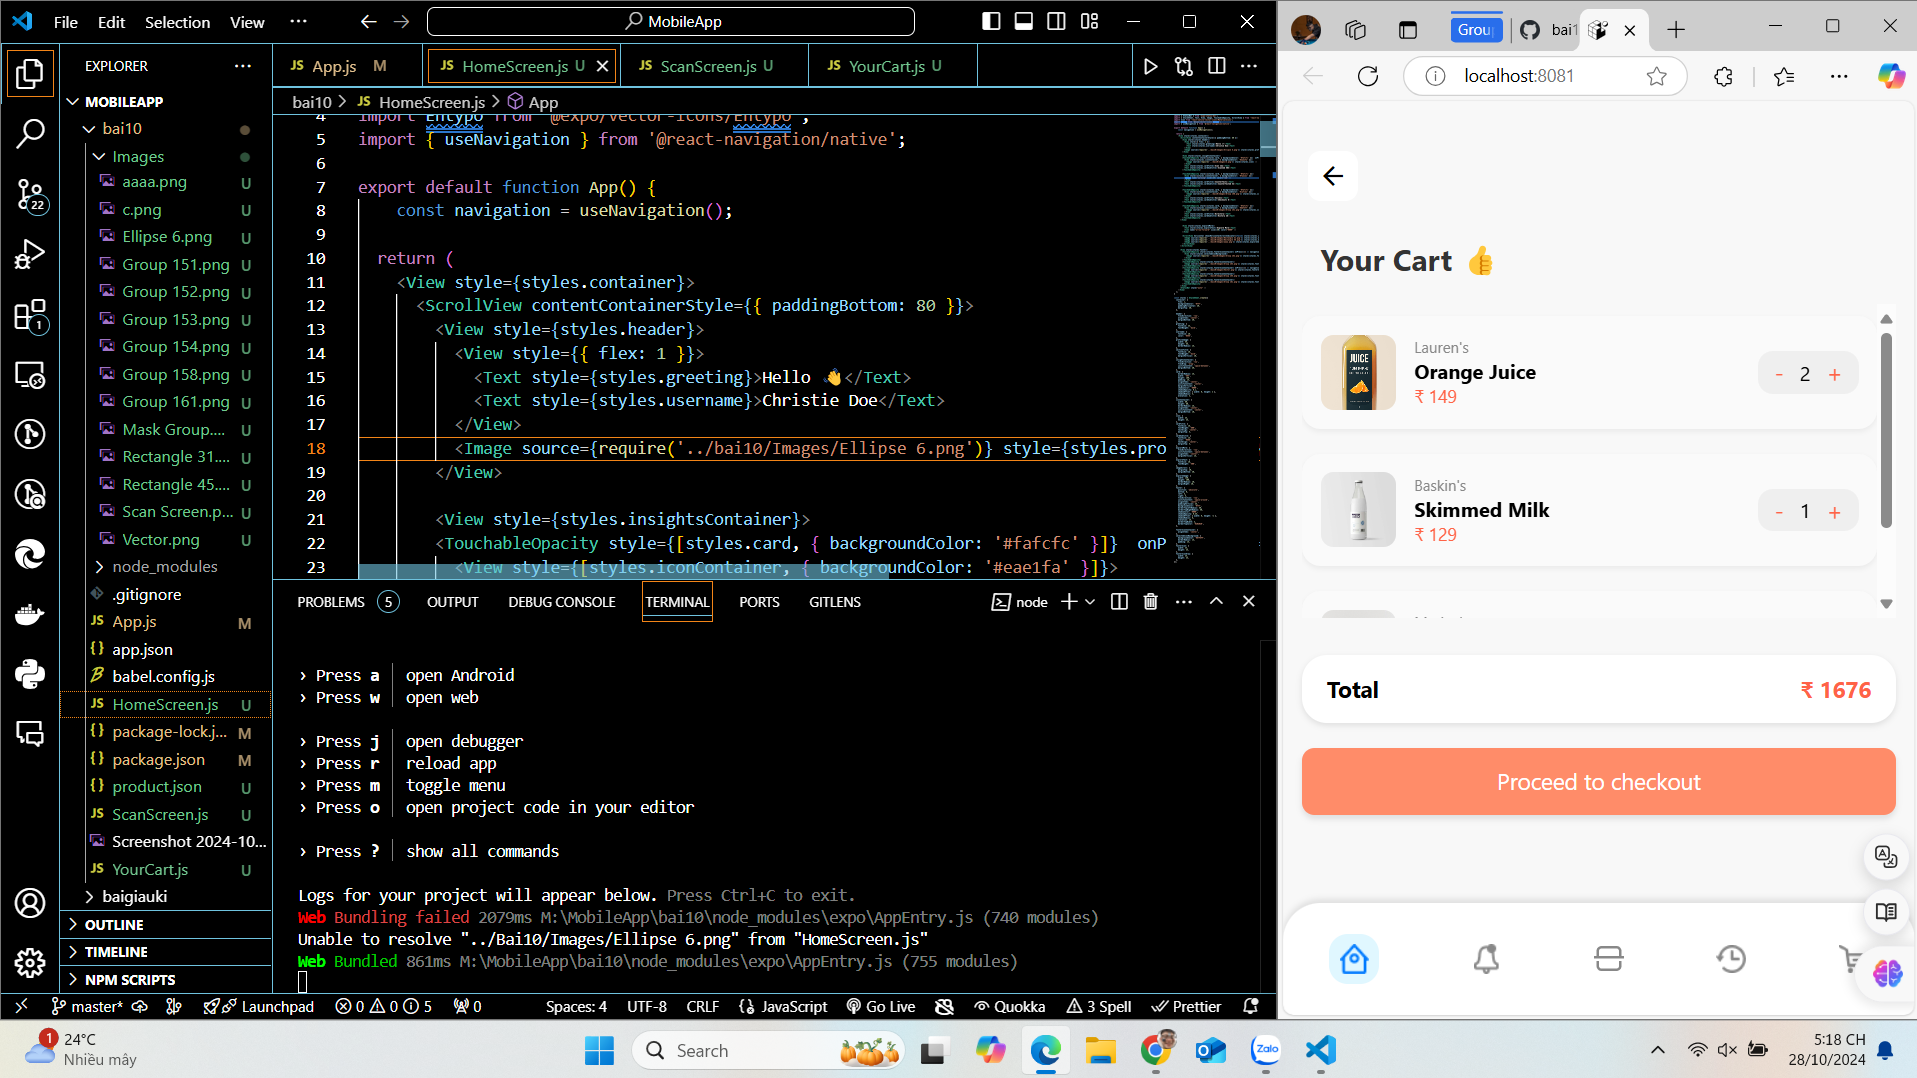 File Edit Selection View ··· MobileApp
EXPLORER ···
MOBILEAPP
bai10
Images
aaaa.png U
c.png U
Ellipse 6.png U
Group 151.png U
Group 152.png U
Group 153.png U
Group 154.png U
Group 158.png U
Group 161.png U
Mask Group.... U
Rectangle 31.... U
Rectangle 45.... U
Scan Screen.p... U
Vector.png U
node_modules
.gitignore
JS App.js M
{} app.json
babel.config.js
JS HomeScreen.js U
{} package-lock.j... M
{} package.json M
{} product.json U
JS ScanScreen.js U
Screenshot 2024-10...
JS YourCart.js U
baigiauki
OUTLINE
TIMELINE
NPM SCRIPTS
22
1
JS App.js M JS HomeScreen.js U JS ScanScreen.js U JS YourCart.js U
bai10 > JS HomeScreen.js > App
4 import Entypo from '@expo/vector-icons/Entypo';
5 import { useNavigation } from '@react-navigation/native';
6
7 export default function App() {
8 const navigation = useNavigation();
9
10 return (
11 <View style={styles.container}>
12 <ScrollView contentContainerStyle={{ paddingBottom: 80 }}>
13 <View style={styles.header}>
14 <View style={{ flex: 1 }}>
15 <Text style={styles.greeting}>Hello 👋</Text>
16 <Text style={styles.username}>Christie Doe</Text>
17 </View>
18 <Image source={require('../bai10/Images/Ellipse 6.png')} style={styles.pro
19 </View>
20
21 <View style={styles.insightsContainer}>
22 <TouchableOpacity style={[styles.card, { backgroundColor: '#fafcfc' }]} onP
23 <View style={[styles.iconContainer, { backgroundColor: '#eae1fa' }]}>
PROBLEMS 5 OUTPUT DEBUG CONSOLE TERMINAL PORTS GITLENS node
› Press a │ open Android
› Press w │ open web
› Press j │ open debugger
› Press r │ reload app
› Press m │ toggle menu
› Press o │ open project code in your editor
› Press ? │ show all commands
Logs for your project will appear below. Press Ctrl+C to exit.
Web Bundling failed 2079ms M:\MobileApp\bai10\node_modules\expo\AppEntry.js (740 modules)
Unable to resolve "../Bai10/Images/Ellipse 6.png" from "HomeScreen.js"
Web Bundled 861ms M:\MobileApp\bai10\node_modules\expo\AppEntry.js (755 modules)
master* Launchpad 0 0 5 0 Spaces: 4 UTF-8 CRLF {} JavaScript Go Live Quokka 3 Spell Prettier
Grou bai1
localhost:8081
Your Cart 👍
JUICE
Lauren's
Orange Juice
₹ 149
- 2 +
Baskin's
Skimmed Milk
₹ 129
- 1 +
Total ₹ 1676
Proceed to checkout
1
24°C
Nhiều mây
Search
Zalo
5:18 CH
28/10/2024